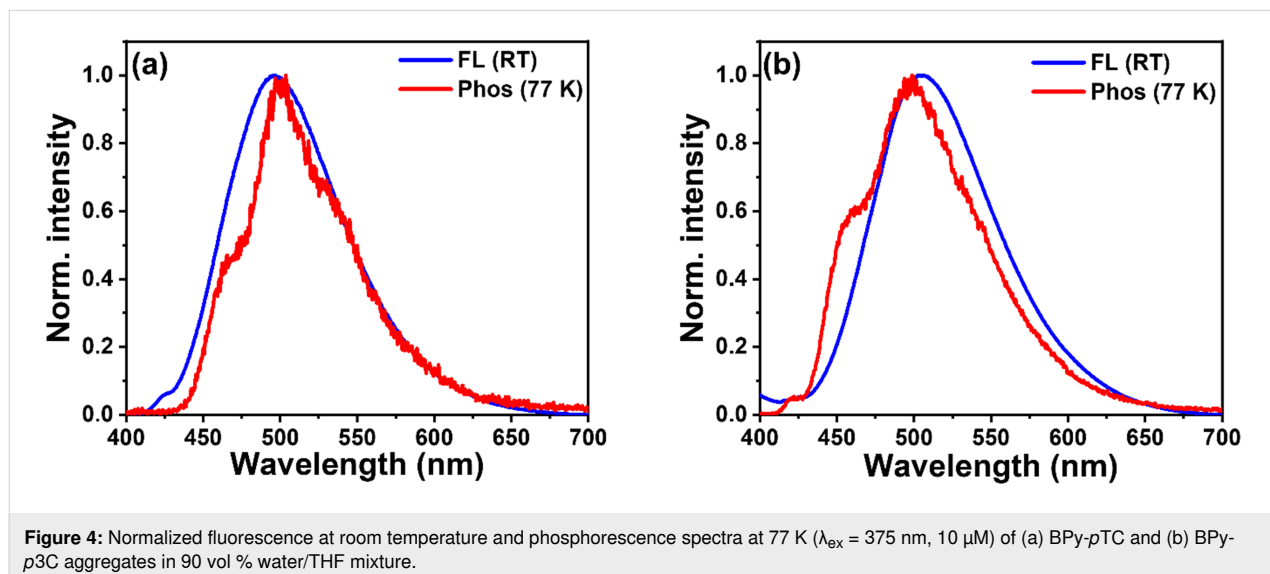 (a)
FL (RT)
Phos (77 K)
Norm. intensity
1.0
0.8
0.6
0.4
0.2
0.0
400 450 500 550 600 650 700
Wavelength (nm)
(b)
FL (RT)
Phos (77 K)
Norm. intensity
1.0
0.8
0.6
0.4
0.2
0.0
400 450 500 550 600 650 700
Wavelength (nm)
Figure 4: Normalized fluorescence at room temperature and phosphorescence spectra at 77 K (λex = 375 nm, 10 µM) of (a) BPy-pTC and (b) BPy-
p3C aggregates in 90 vol % water/THF mixture.